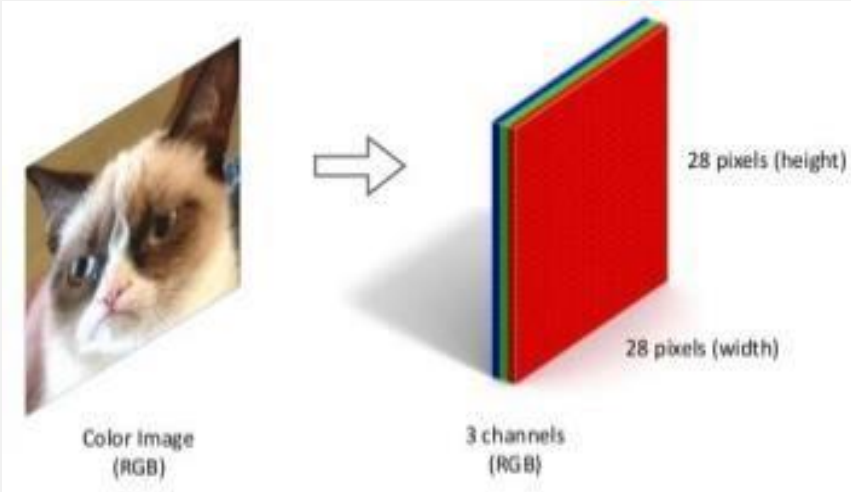 28 pixels (height)
28 pixels (width)
Color Image
(RGB)
3 channels
(RGB)